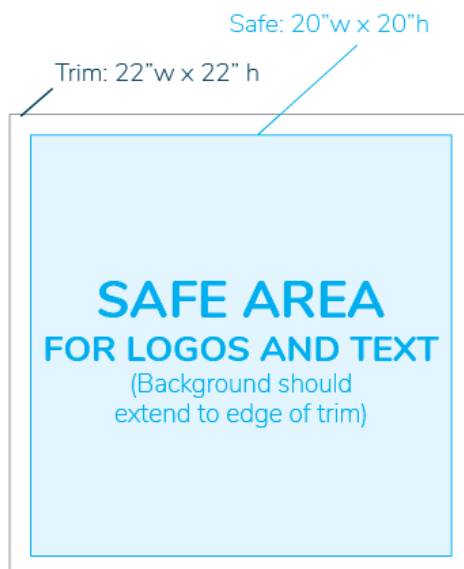 Safe: 20”w x 20”h
Trim: 22”w x 22” h
SAFE AREA
FOR LOGOS AND TEXT
(Background should
extend to edge of trim)